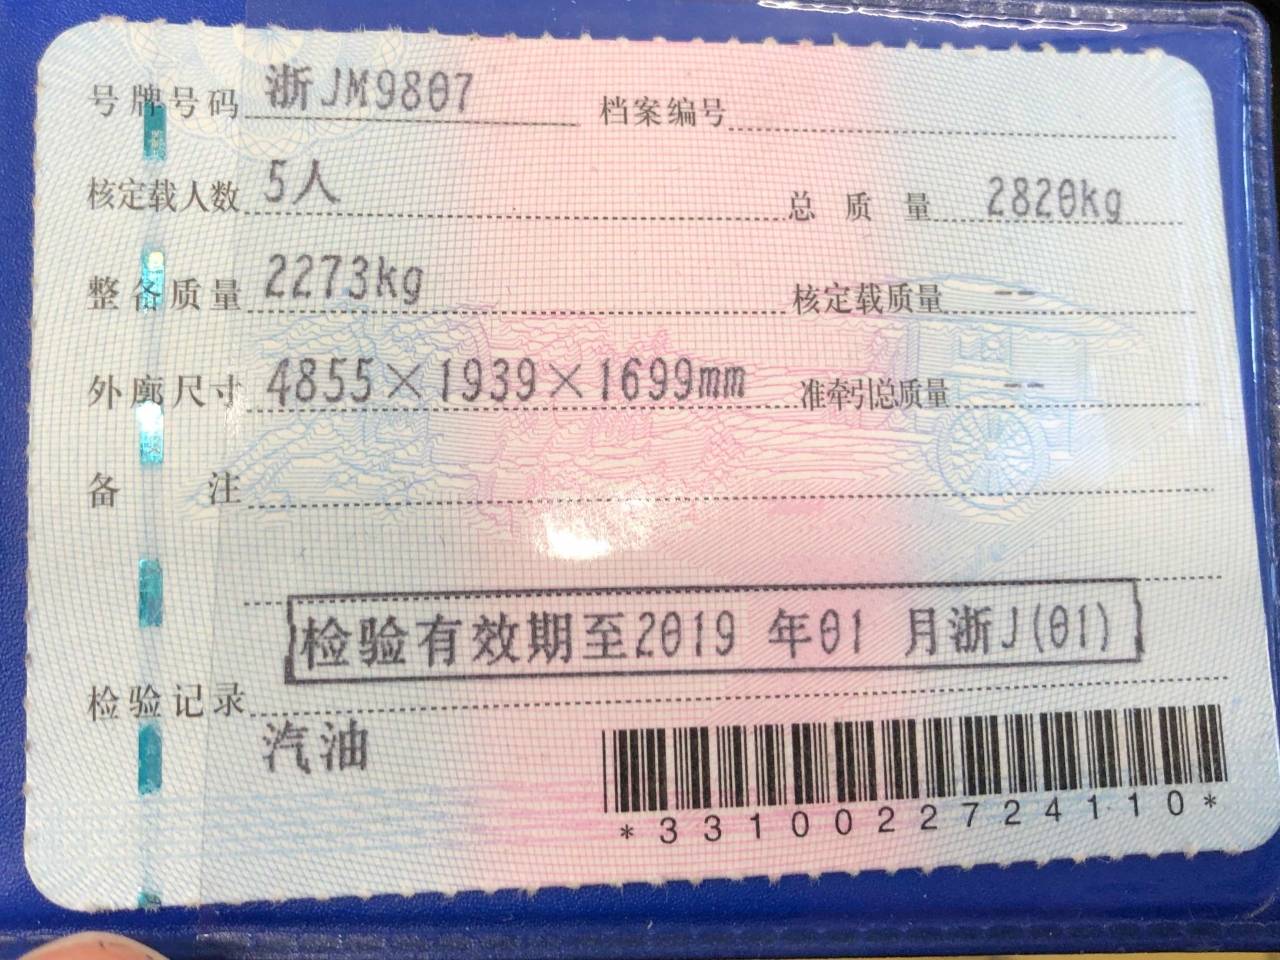 号牌号码 浙JM9807 档案编号
核定载人数 5人 总质量 2820kg
整备质量 2273kg 核定载质量 --
外廓尺寸 4855×1939×1699mm 准牵引总质量 --
备注
检验有效期至2019 年01 月浙J(01)
检验记录
汽油
*3310022724110*